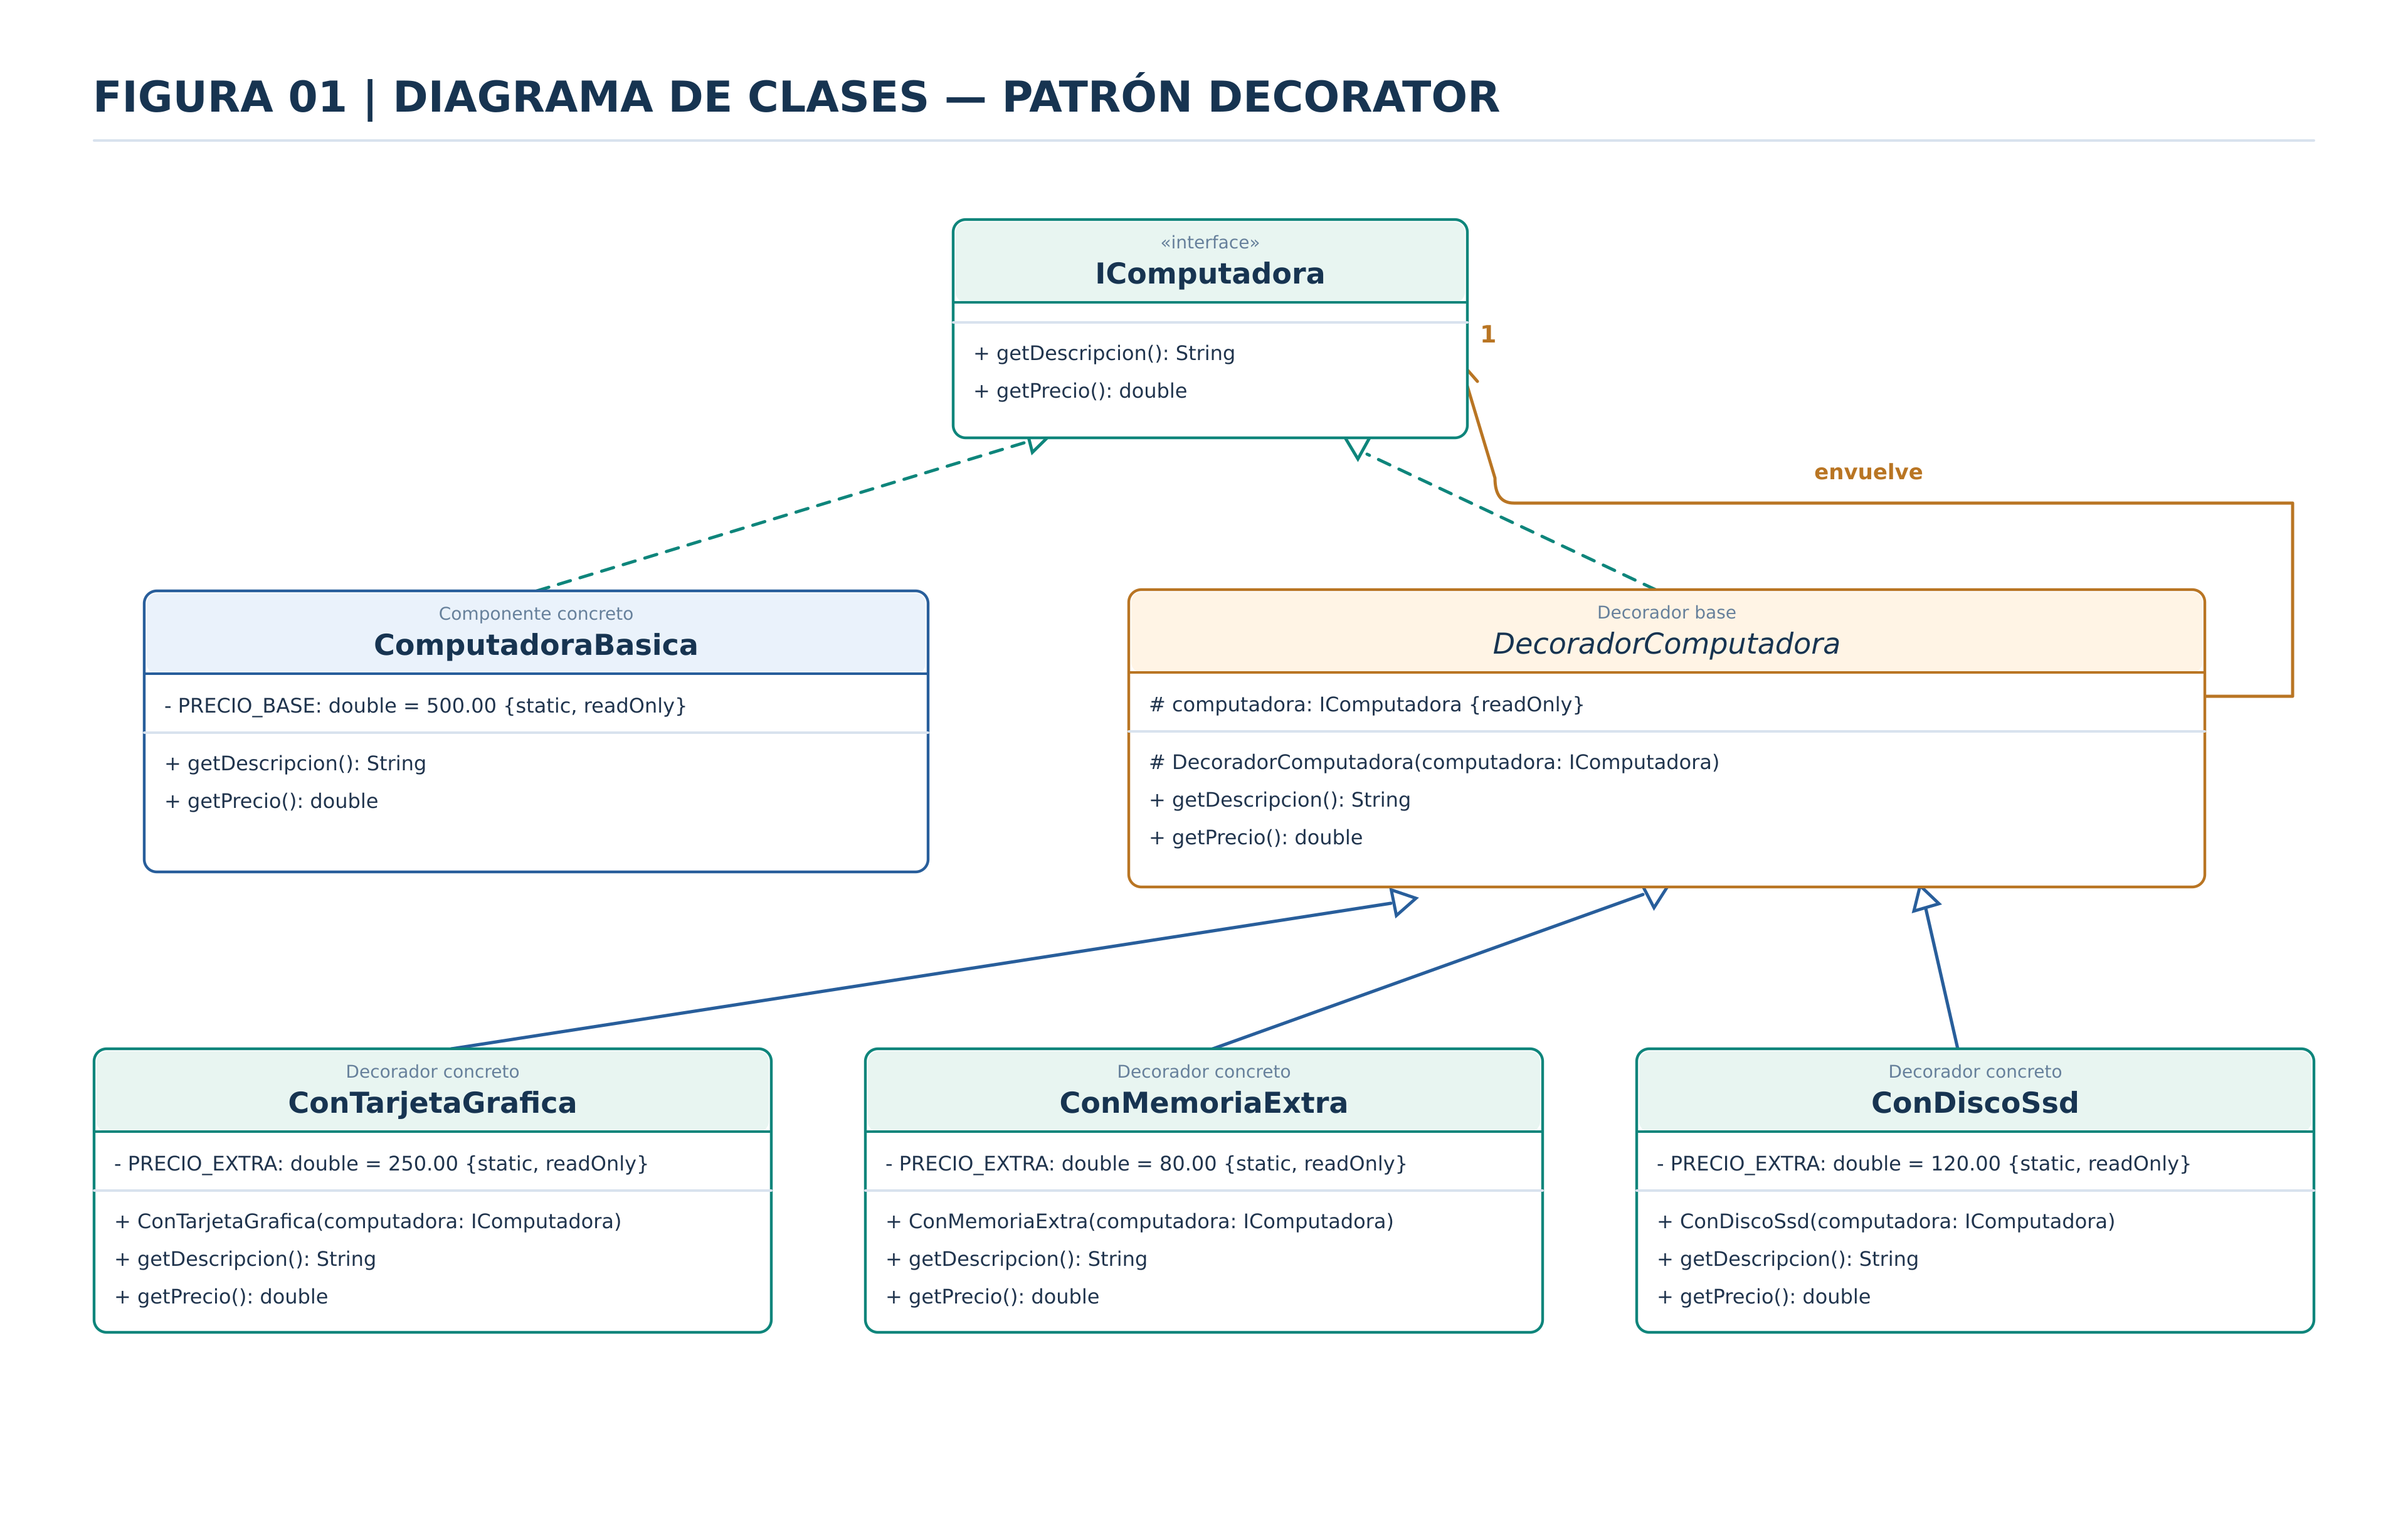 FIGURA 01 | DIAGRAMA DE CLASES — PATRÓN DECORATOR
«interface»
IComputadora
+ getDescripcion(): String
+ getPrecio(): double
1
envuelve
Componente concreto
ComputadoraBasica
- PRECIO_BASE: double = 500.00 {static, readOnly}
+ getDescripcion(): String
+ getPrecio(): double
Decorador base
DecoradorComputadora
# computadora: IComputadora {readOnly}
# DecoradorComputadora(computadora: IComputadora)
+ getDescripcion(): String
+ getPrecio(): double
Decorador concreto
ConTarjetaGrafica
- PRECIO_EXTRA: double = 250.00 {static, readOnly}
+ ConTarjetaGrafica(computadora: IComputadora)
+ getDescripcion(): String
+ getPrecio(): double
Decorador concreto
ConMemoriaExtra
- PRECIO_EXTRA: double = 80.00 {static, readOnly}
+ ConMemoriaExtra(computadora: IComputadora)
+ getDescripcion(): String
+ getPrecio(): double
Decorador concreto
ConDiscoSsd
- PRECIO_EXTRA: double = 120.00 {static, readOnly}
+ ConDiscoSsd(computadora: IComputadora)
+ getDescripcion(): String
+ getPrecio(): double